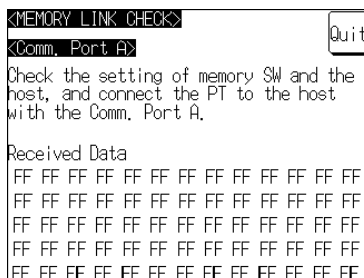 <MEMORY LINK CHECK>
Quit
<Comm. Port A>
Check the setting of memory SW and the
host, and connect the PT to the host
with the Comm. Port A.
Received Data
FF FF FF FF FF FF FF FF FF FF FF FF FF
FF FF FF FF FF FF FF FF FF FF FF FF FF
FF FF FF FF FF FF FF FF FF FF FF FF FF
FF FF FF FF FF FF FF FF FF FF FF FF FF
FF FF FF FF FF FF FF FF FF FF FF FF FF